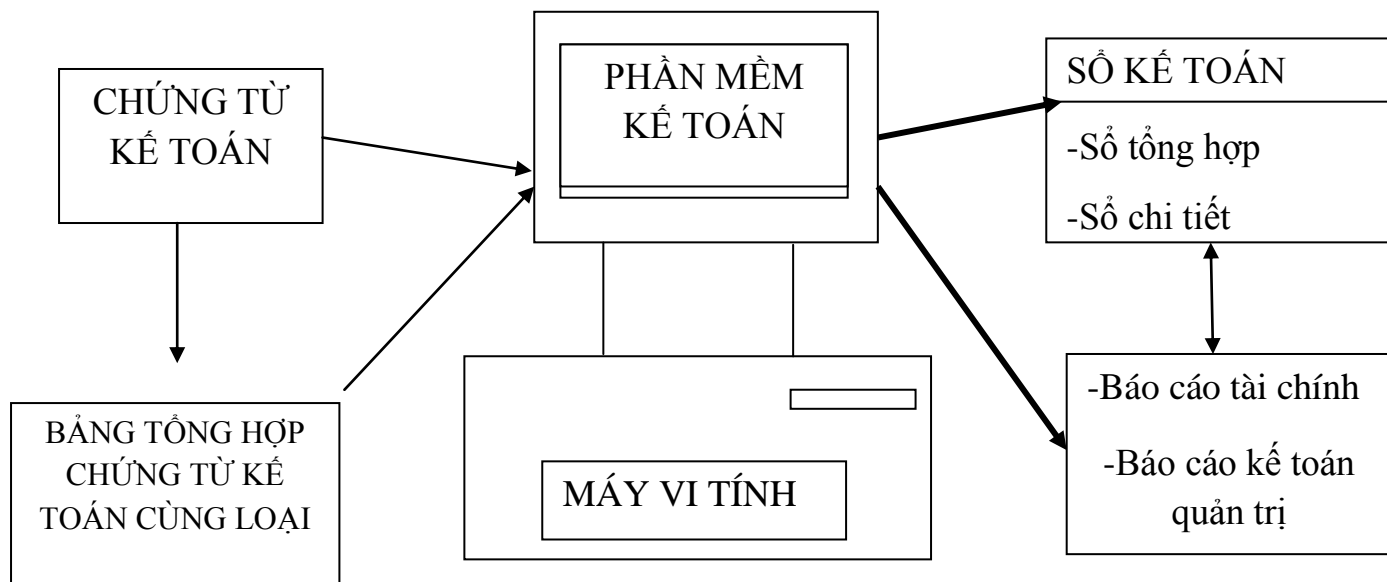 CHỨNG TỪ
KẾ TOÁN
BẢNG TỔNG HỢP
CHỨNG TỪ KẾ
TOÁN CÙNG LOẠI
PHẦN MỀM
KẾ TOÁN
MÁY VI TÍNH
SỔ KẾ TOÁN
-Sổ tổng hợp
-Sổ chi tiết
-Báo cáo tài chính
-Báo cáo kế toán
quản trị